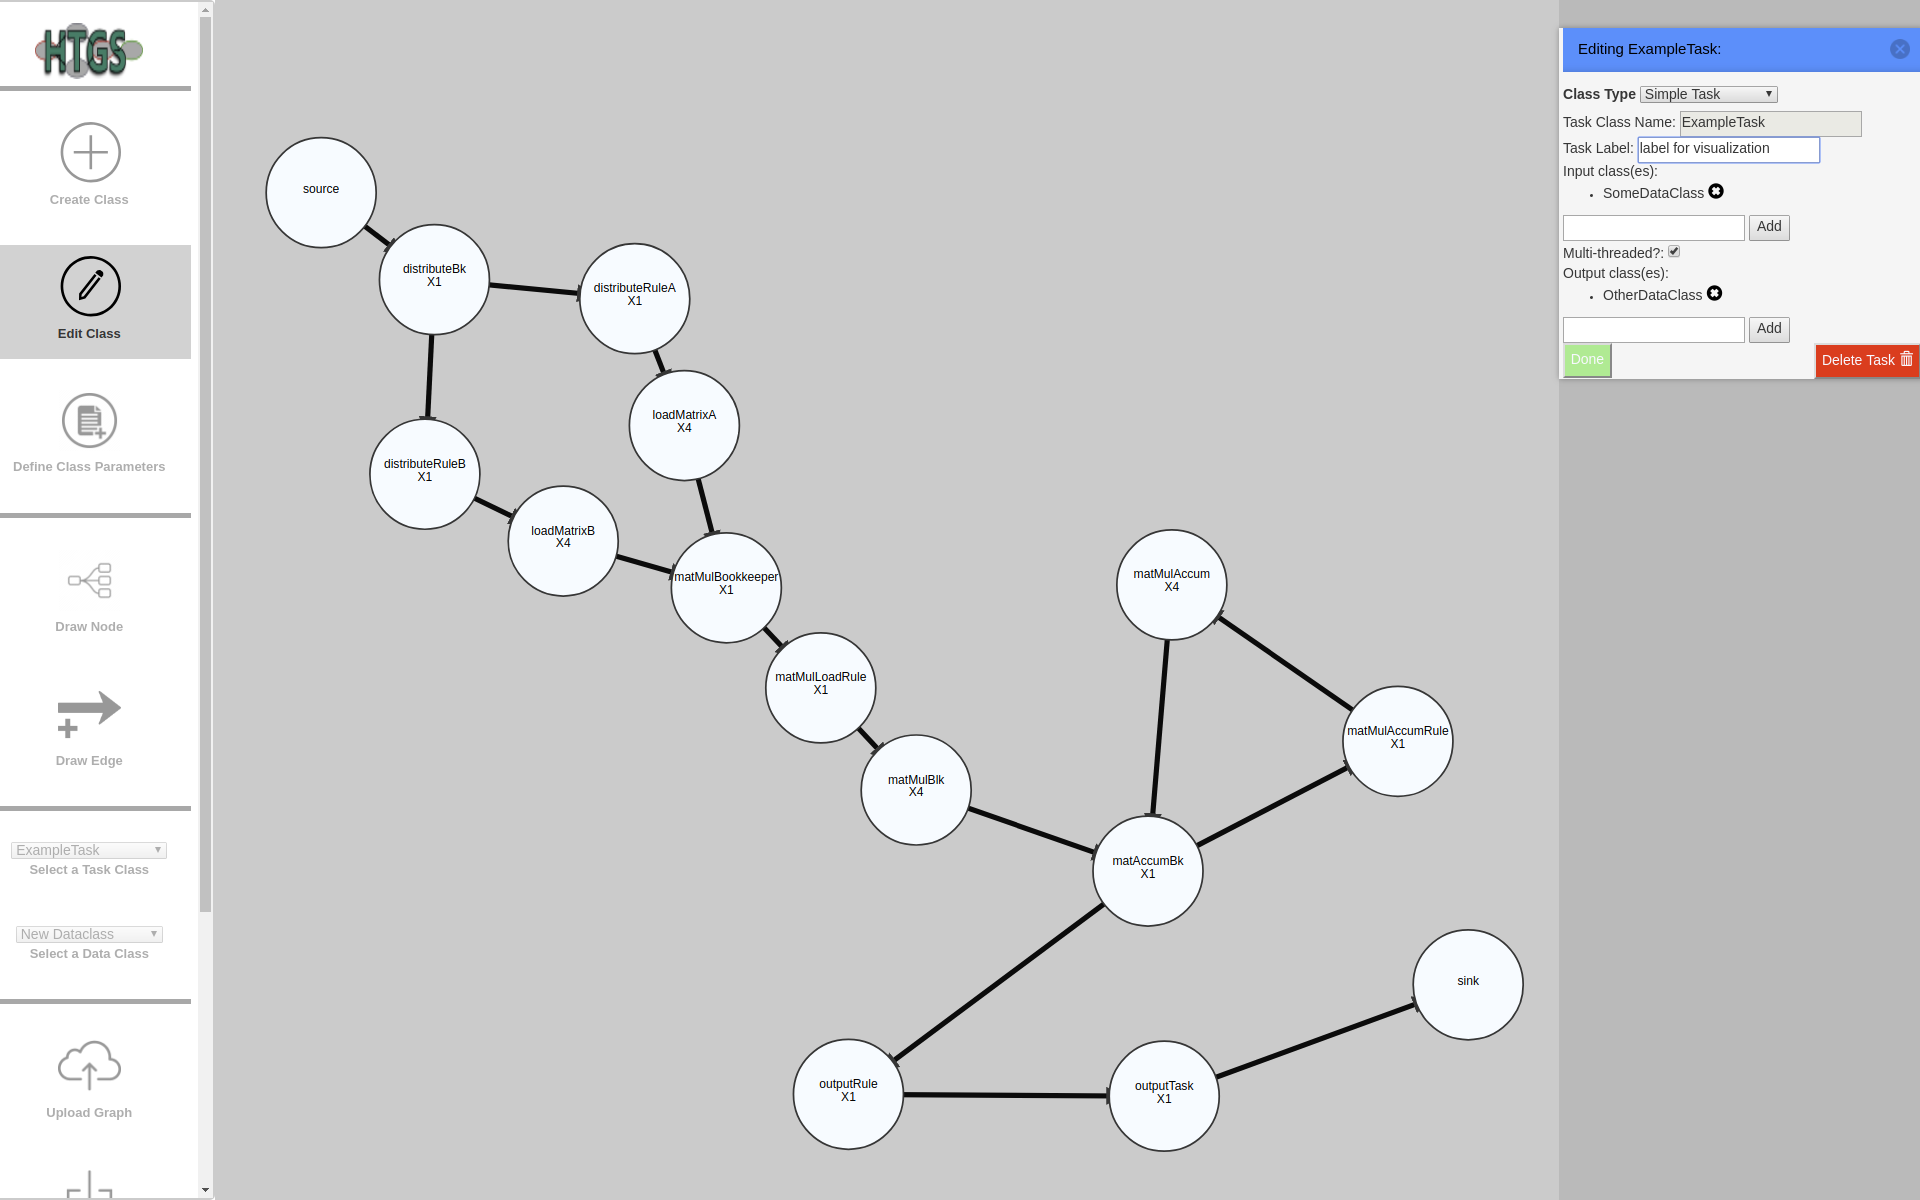 HTGS
Create Class
Edit Class
Define Class Parameters
Draw Node
Draw Edge
ExampleTask
Select a Task Class
New Dataclass
Select a Data Class
Upload Graph
source
distributeBk
X1
distributeRuleA
X1
loadMatrixA
X4
distributeRuleB
X1
loadMatrixB
X4
matMulBookkeeper
X1
matMulLoadRule
X1
matMulBlk
X4
matMulAccum
X4
matMulAccumRule
X1
matAccumBk
X1
sink
outputRule
X1
outputTask
X1
Editing ExampleTask:
Class Type Simple Task
Task Class Name: ExampleTask
Task Label: label for visualization
Input class(es):
SomeDataClass
Add
Multi-threaded?:
Output class(es):
OtherDataClass
Add
Done Delete Task